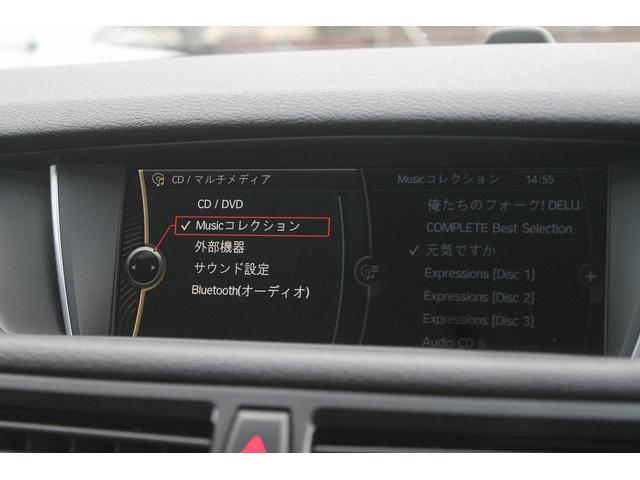 CD / マルチメディア
CD / DVD
✓ Musicコレクション
外部機器
サウンド設定
Bluetooth(オーディオ)
Musicコレクション
14:55
俺たちのフォーク! DELU
COMPLETE Best Selection
✓ 元気ですか
Expressions [Disc 1]
Expressions [Disc 2]
Expressions [Disc 3]
Audio CD 8